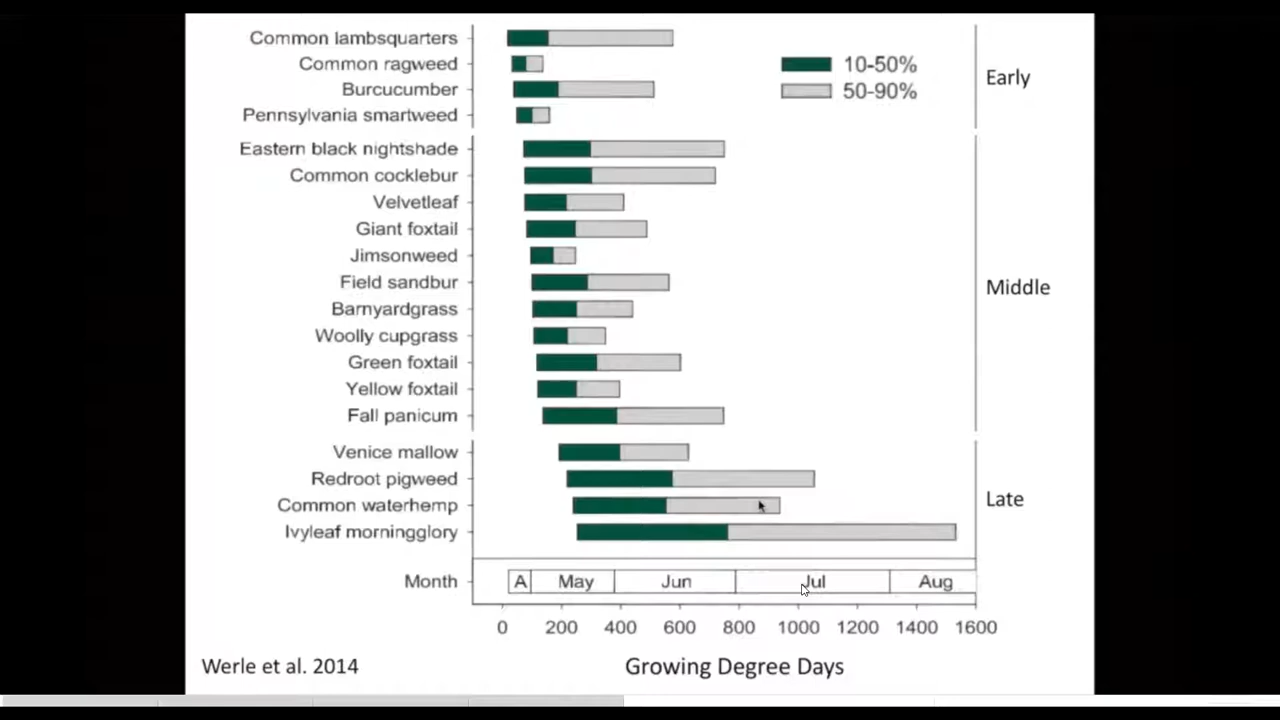 Common lambsquarters
Common ragweed
Burcucumber
Pennsylvania smartweed
10-50%
50-90%
Early
Eastern black nightshade
Common cocklebur
Velvetleaf
Giant foxtail
Jimsonweed
Field sandbur
Barnyardgrass
Woolly cupgrass
Green foxtail
Yellow foxtail
Fall panicum
Middle
Venice mallow
Redroot pigweed
Common waterhemp
Ivyleaf morningglory
Late
Month A May Jun Jul Aug
0 200 400 600 800 1000 1200 1400 1600
Werle et al. 2014 Growing Degree Days